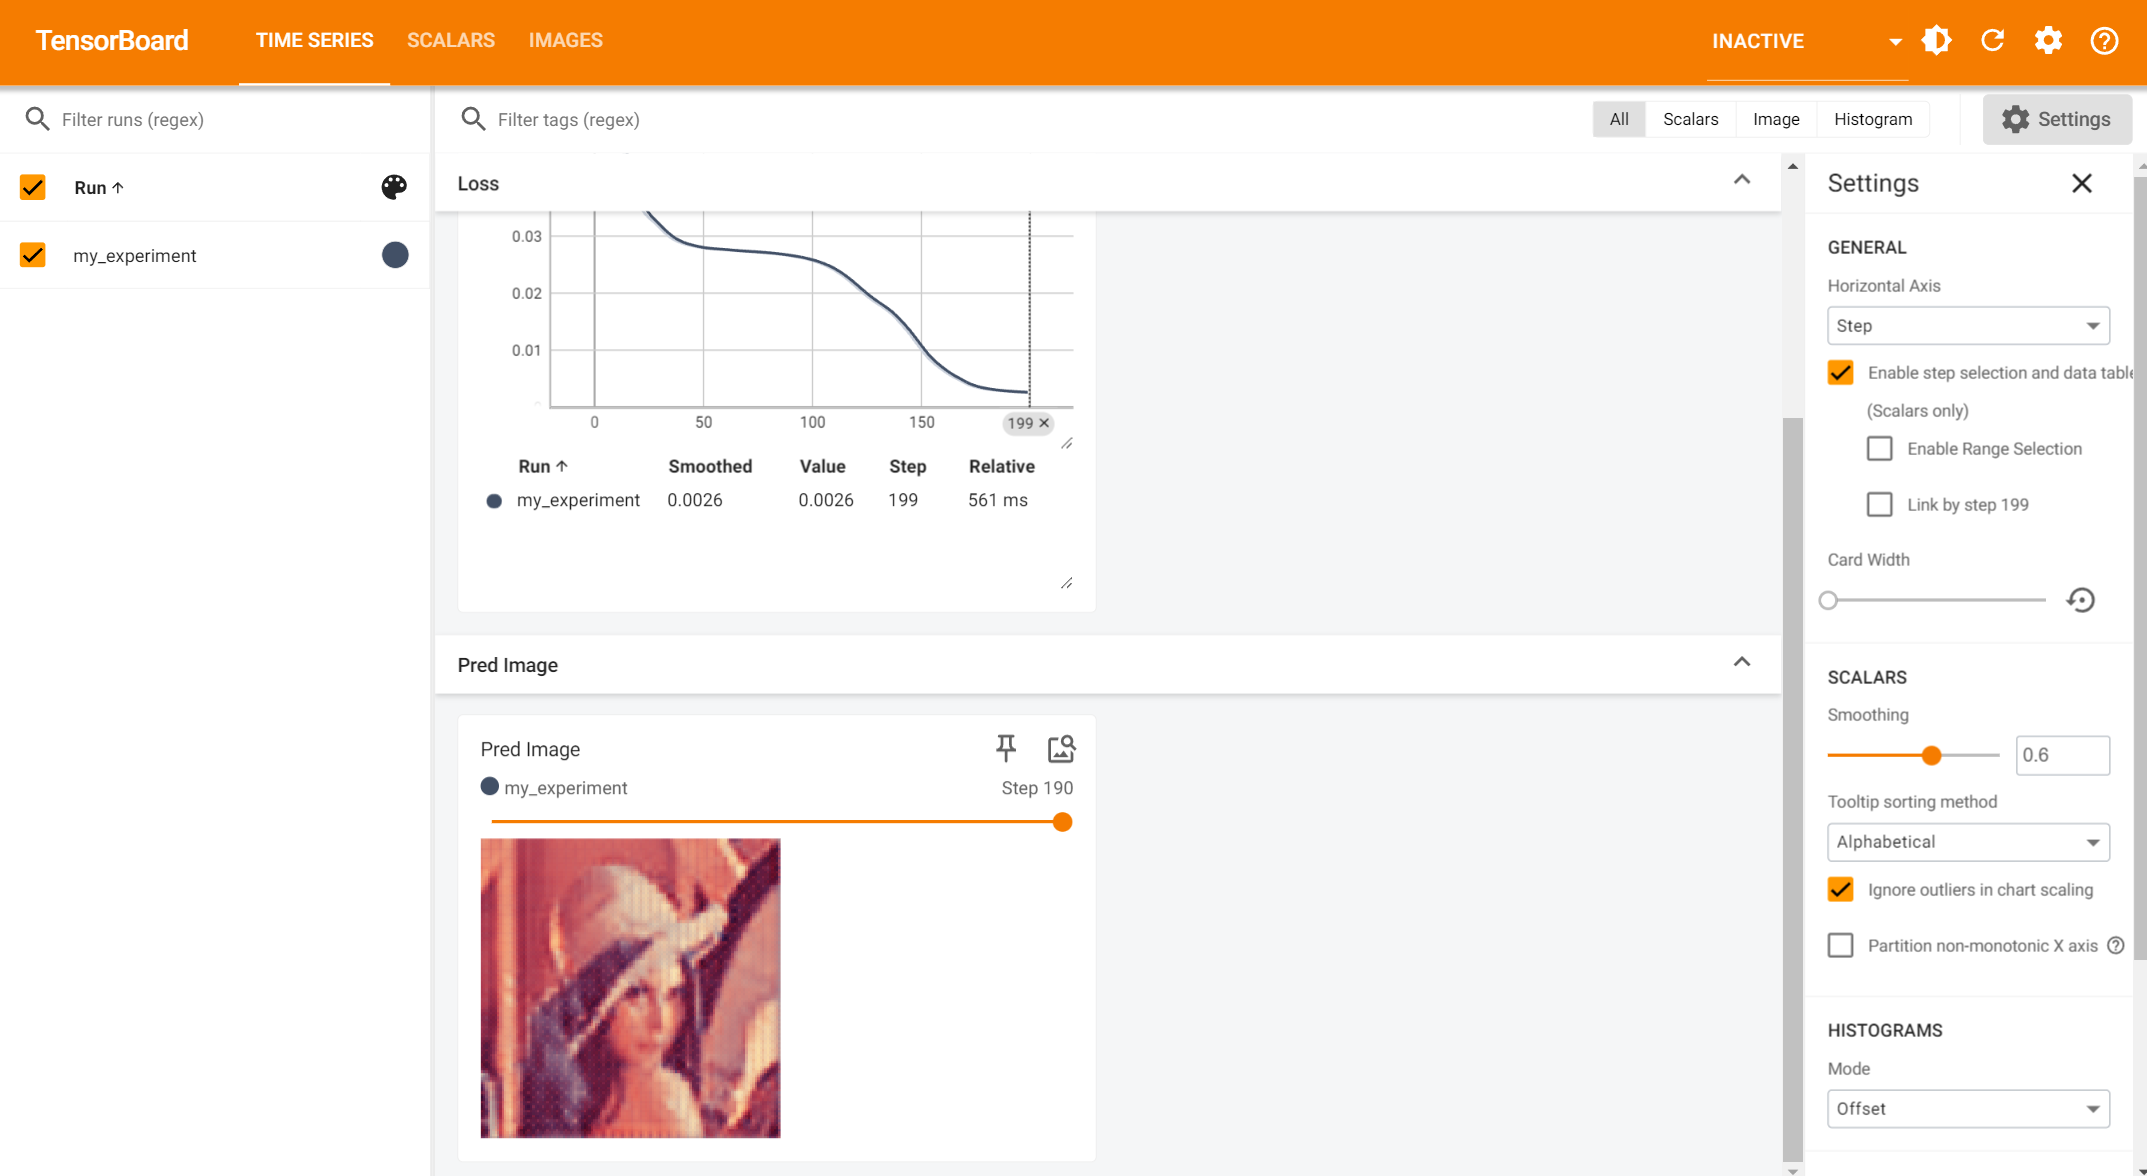 TensorBoard TIME SERIES SCALARS IMAGES INACTIVE
Filter runs (regex)
Run
my_experiment
Filter tags (regex)
All Scalars Image Histogram
Settings
Loss
0.03
0.02
0.01
0 50 100 150 199
Run Smoothed Value Step Relative
my_experiment 0.0026 0.0026 199 561 ms
Pred Image
Pred Image
my_experiment Step 190
Settings
GENERAL
Horizontal Axis
Step
Enable step selection and data table
(Scalars only)
Enable Range Selection
Link by step 199
Card Width
SCALARS
Smoothing
0.6
Tooltip sorting method
Alphabetical
Ignore outliers in chart scaling
Partition non-monotonic X axis
HISTOGRAMS
Mode
Offset